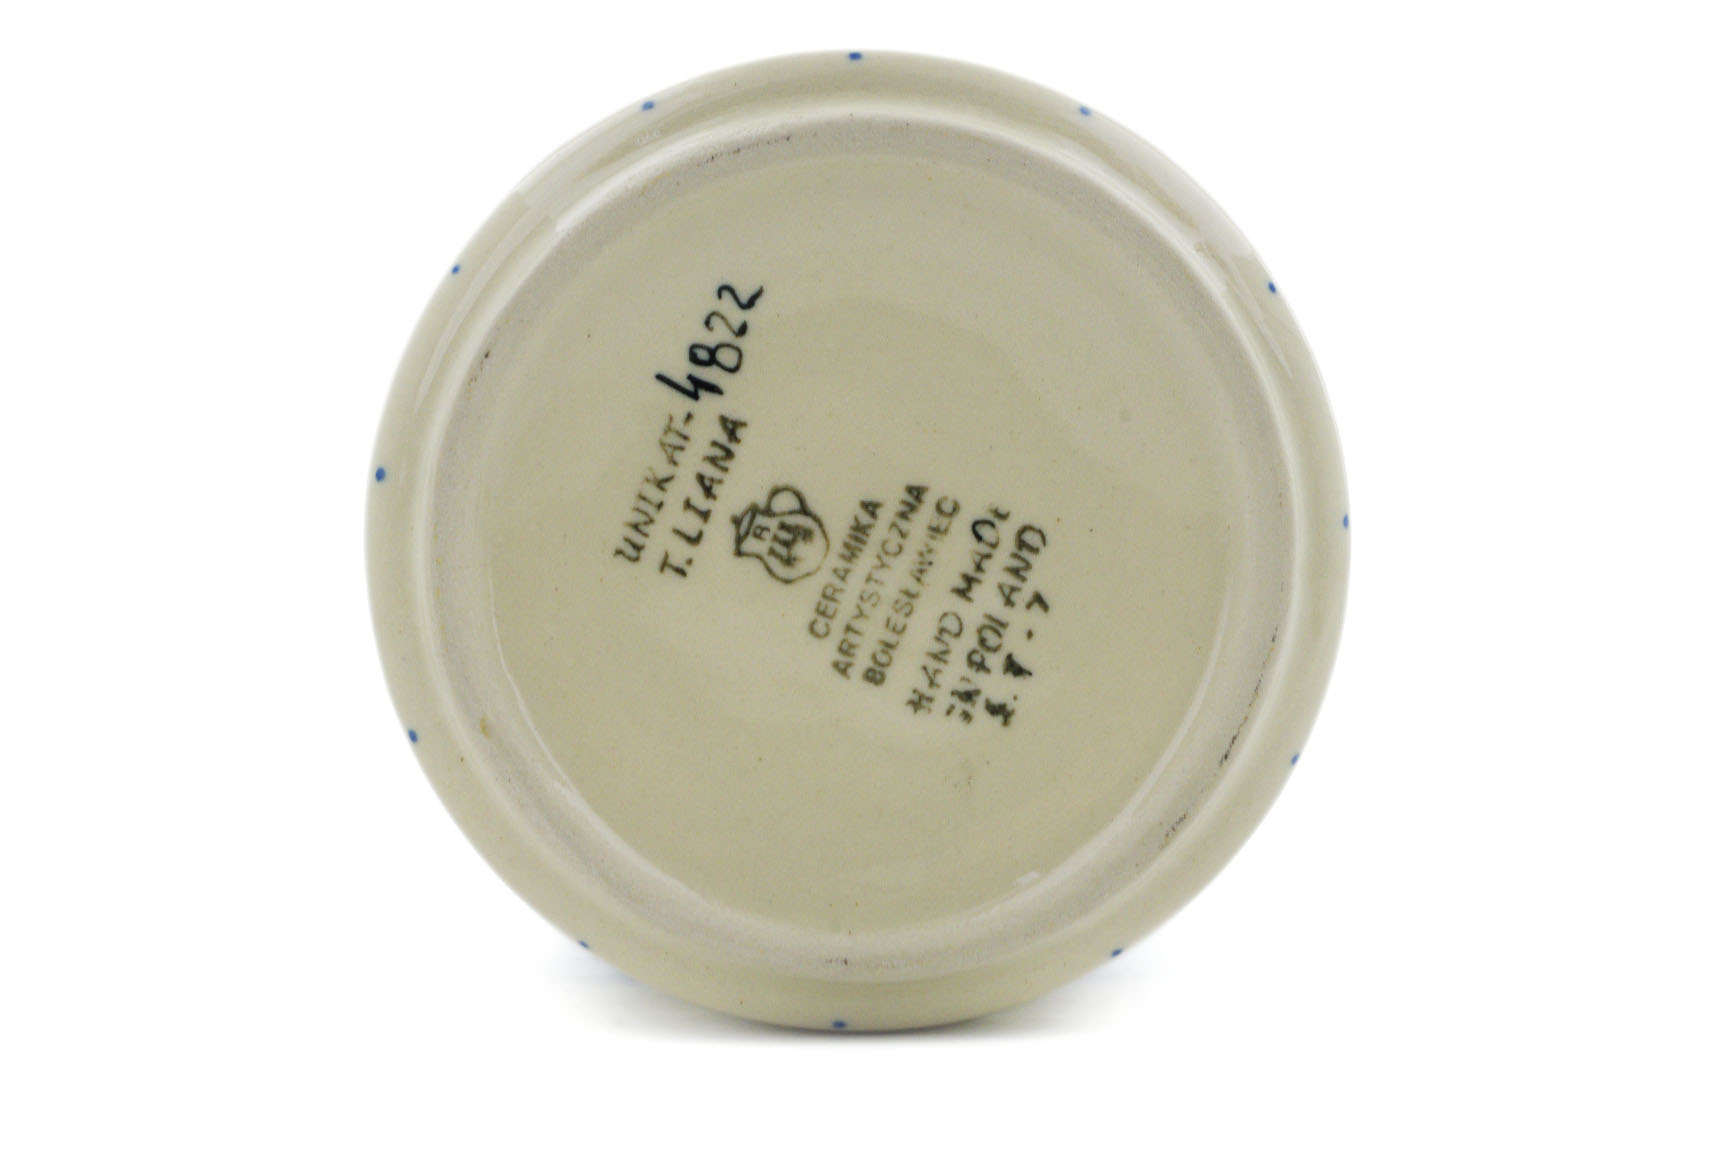 UNIKAT-4822
T. LIANA
CERAMIKA
ARTYSTYCZNA
BOLESŁAWIEC
HAND MADE
IN POLAND